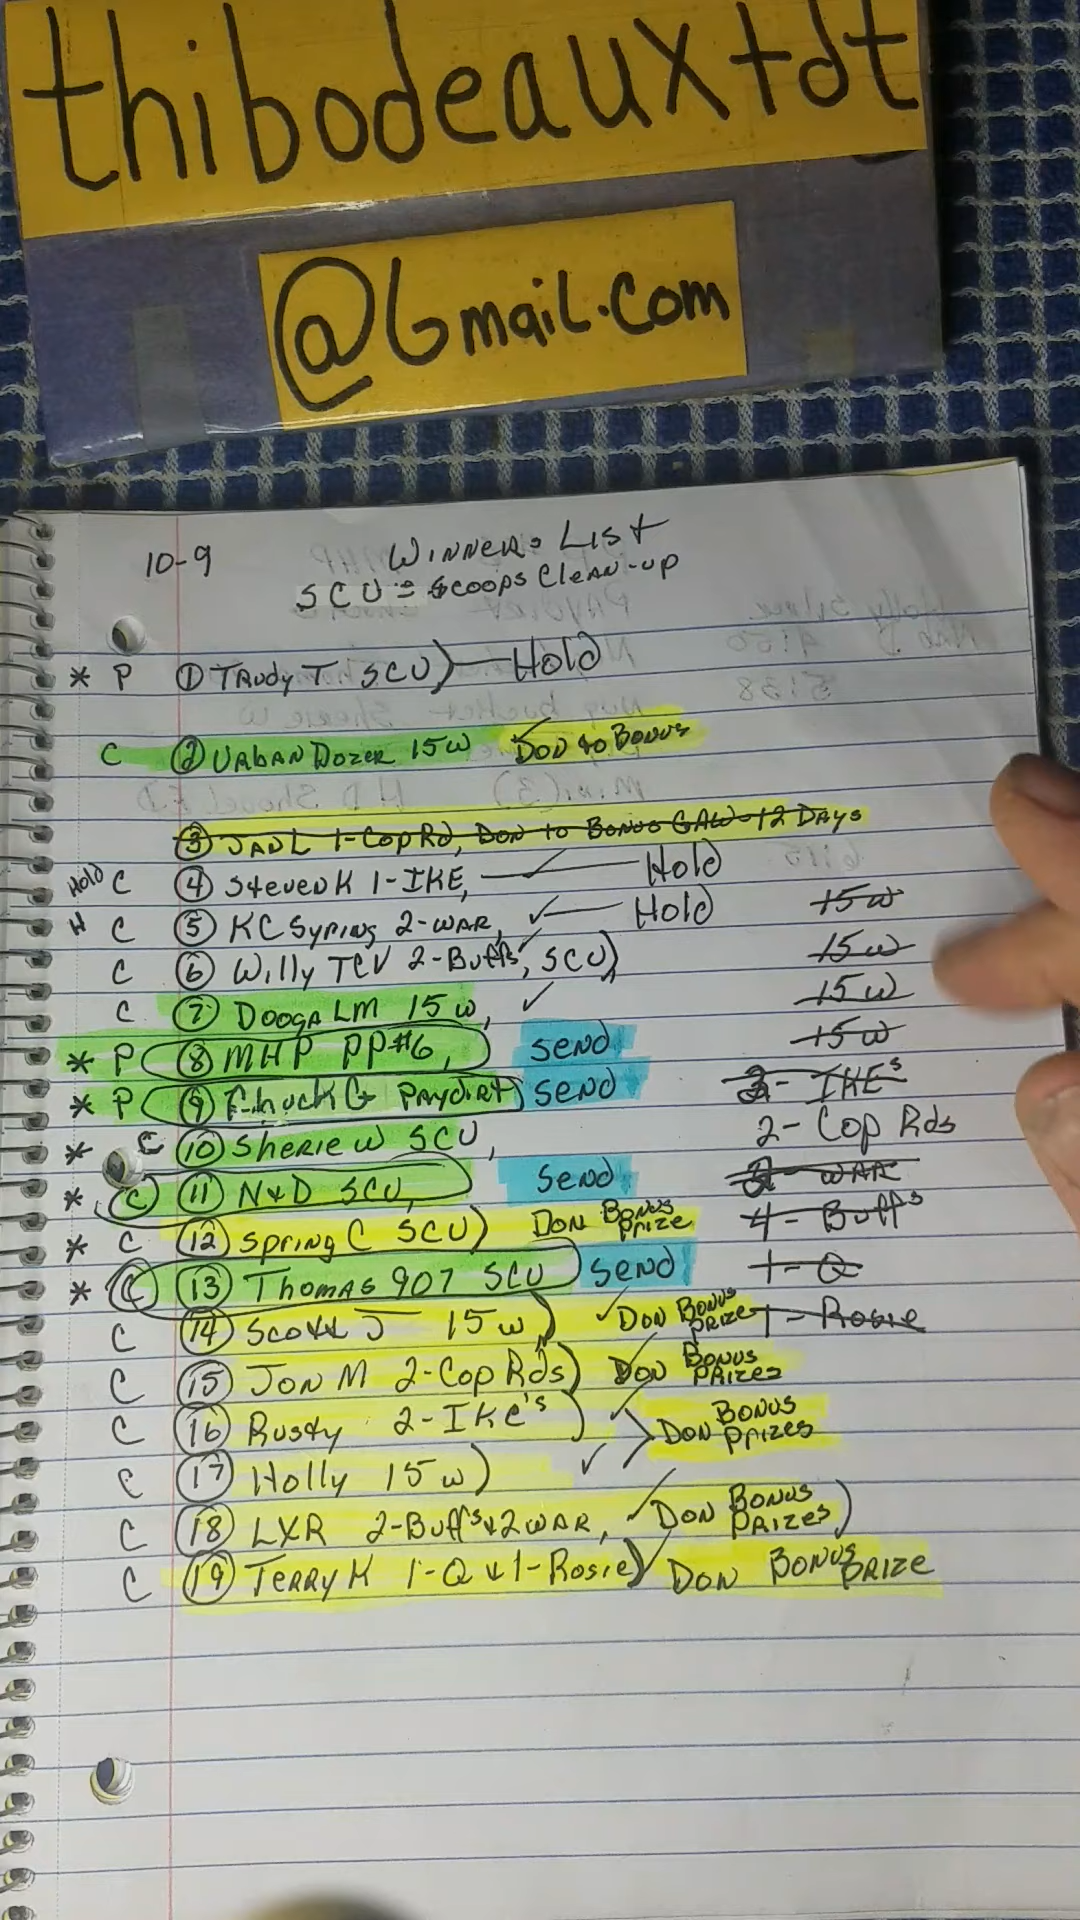 thibodeauxtdt
@Gmail.com
10-9 Winners List
SCU = Scoops Clean-up
* P ① Trudy T SCU) Hold
C ② Urban Dozer 15w Don to Bonus
③ Jan L 1-Cop Rd, Don to Bonus GAW-12 Days
Hold C ④ Steven K 1-IKE, Hold
H C ⑤ KC Syring 2-WAR, ✓ Hold 15w
C ⑥ Willy TCV 2-Buffs, SCU) 15w
C ⑦ Dooga LM 15w, ✓ 15w
* P ⑧ MHP PP#6, Send 15w
* P ⑨ Chuck G Paydirt Send 2-IKE's
* C ⑩ Sherie W SCU, 2-Cop Rds
* C ⑪ N&D SCU, Send 2-WAR
* C ⑫ Spring C SCU) Don Bonus Prize 4-Buff's
* C ⑬ Thomas 907 SCU Send 1-Q
C ⑭ Scott J 15w) ✓ Don Bonus Prize 1-Rosie
C ⑮ Jon M 2-Cop Rds) Don Bonus Prizes
C ⑯ Rusty 2-Ike's) ✓ Don Bonus Prizes
C ⑰ Holly 15w) ✓
C ⑱ LXR 2-Buff's & 2 WAR, ✓ Don Bonus Prizes)
C ⑲ Terry K 1-Q & 1-Rosie) ✓ Don Bonus Prize